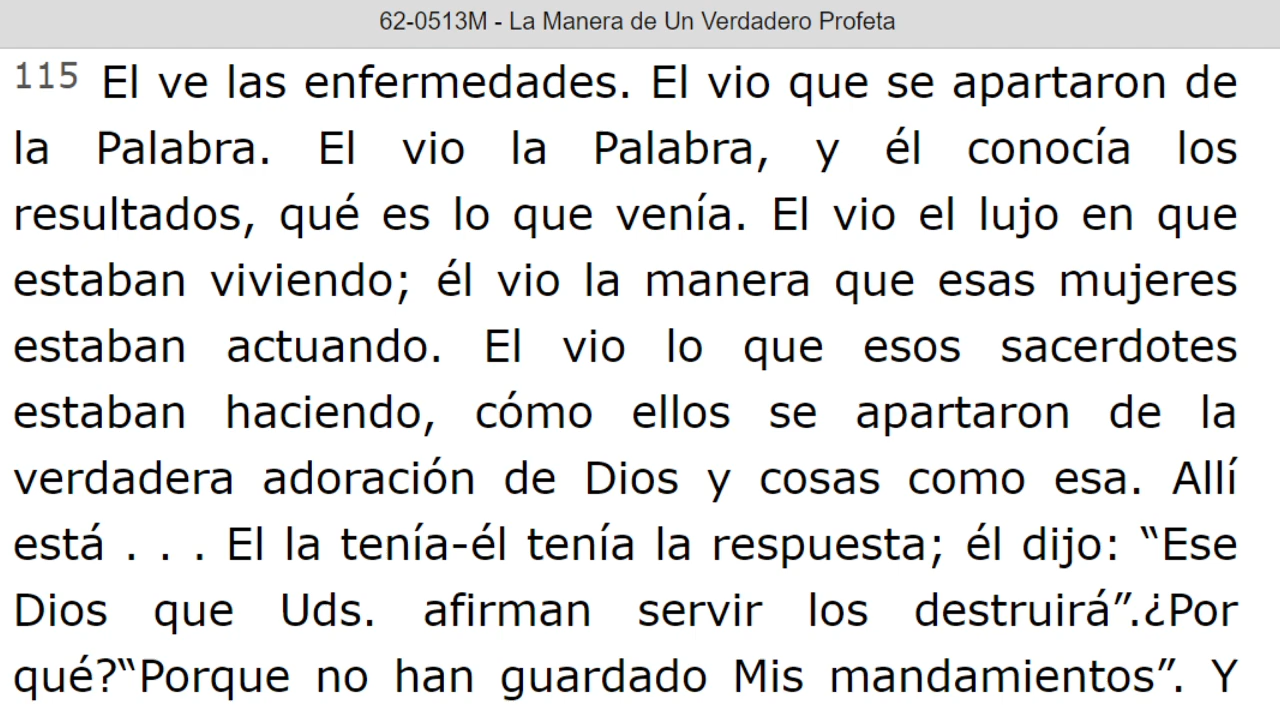 62-0513M - La Manera de Un Verdadero Profeta
115 El ve las enfermedades. El vio que se apartaron de
la Palabra. El vio la Palabra, y él conocía los
resultados, qué es lo que venía. El vio el lujo en que
estaban viviendo; él vio la manera que esas mujeres
estaban actuando. El vio lo que esos sacerdotes
estaban haciendo, cómo ellos se apartaron de la
verdadera adoración de Dios y cosas como esa. Allí
está . . . El la tenía-él tenía la respuesta; él dijo: “Ese
Dios que Uds. afirman servir los destruirá”.¿Por
qué?“Porque no han guardado Mis mandamientos”. Y